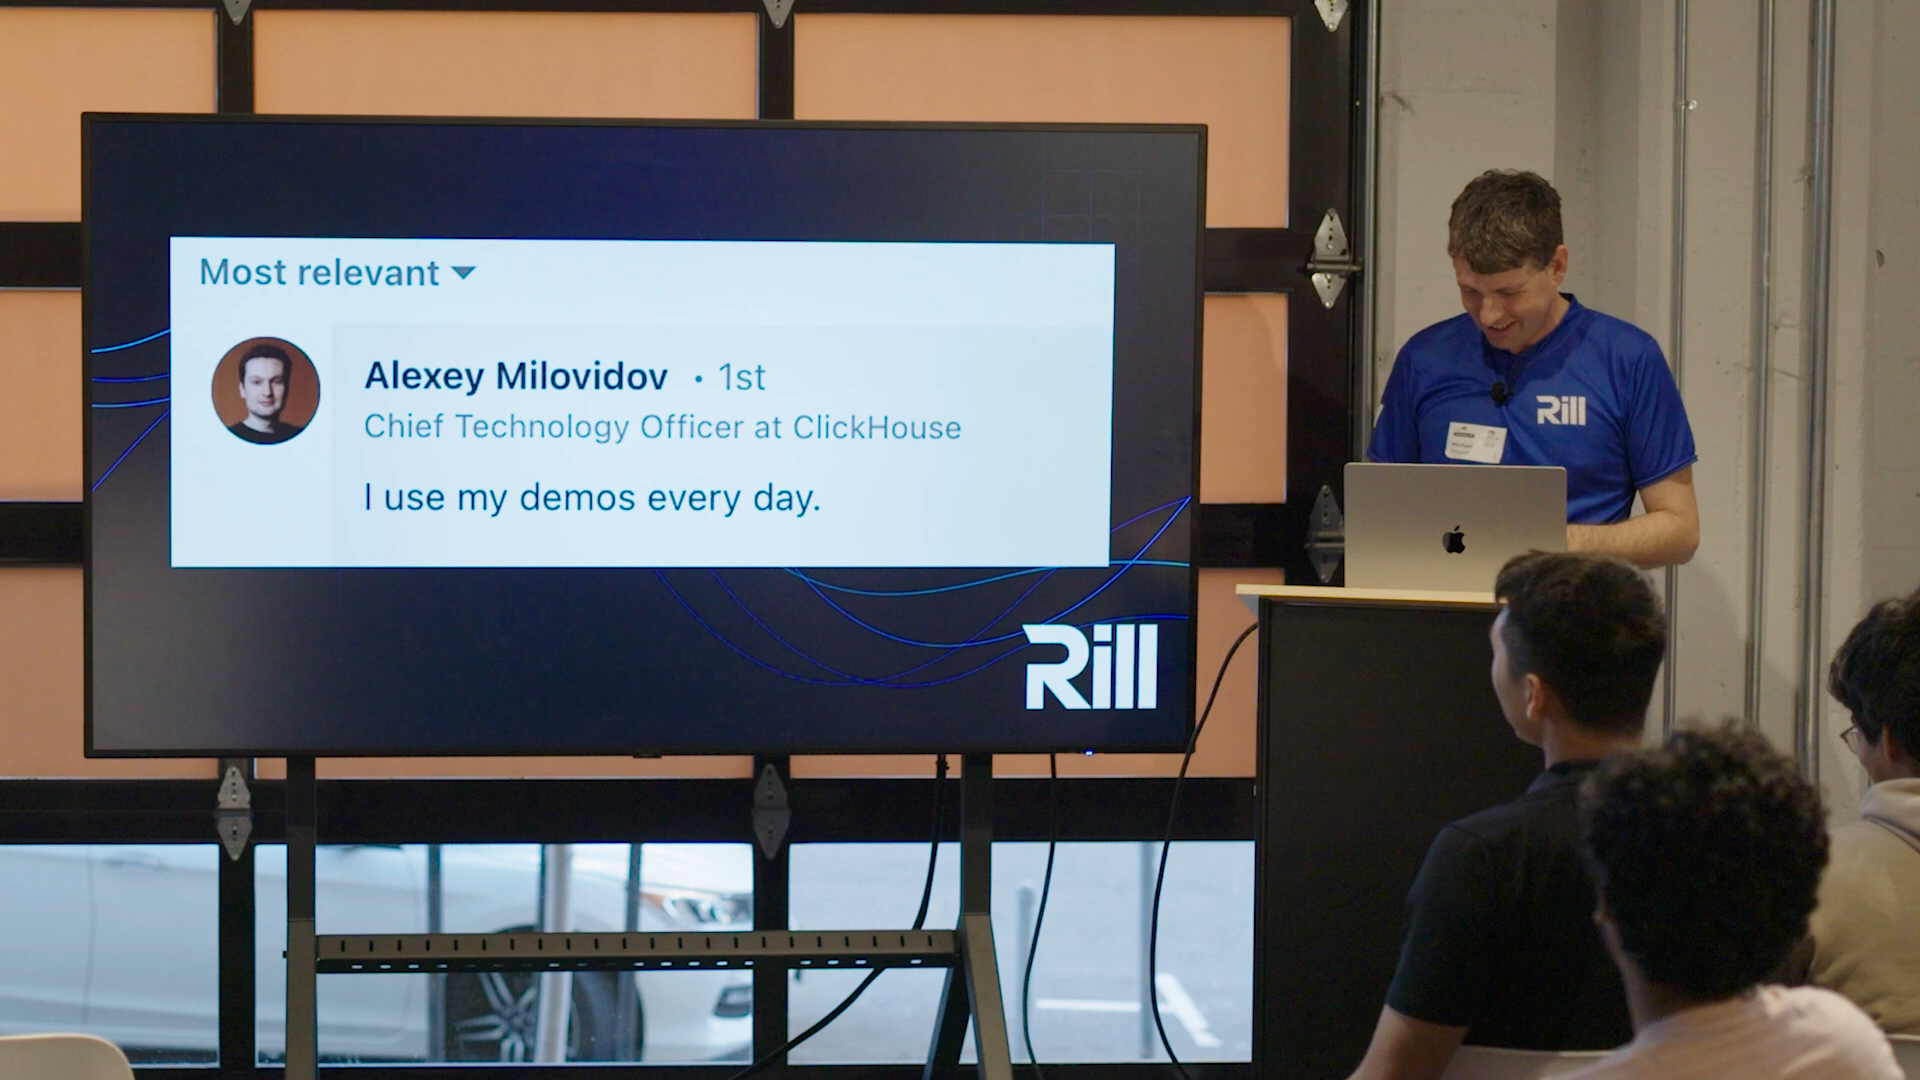 Most relevant
Alexey Milovidov • 1st
Chief Technology Officer at ClickHouse
I use my demos every day.
Rill
Rill